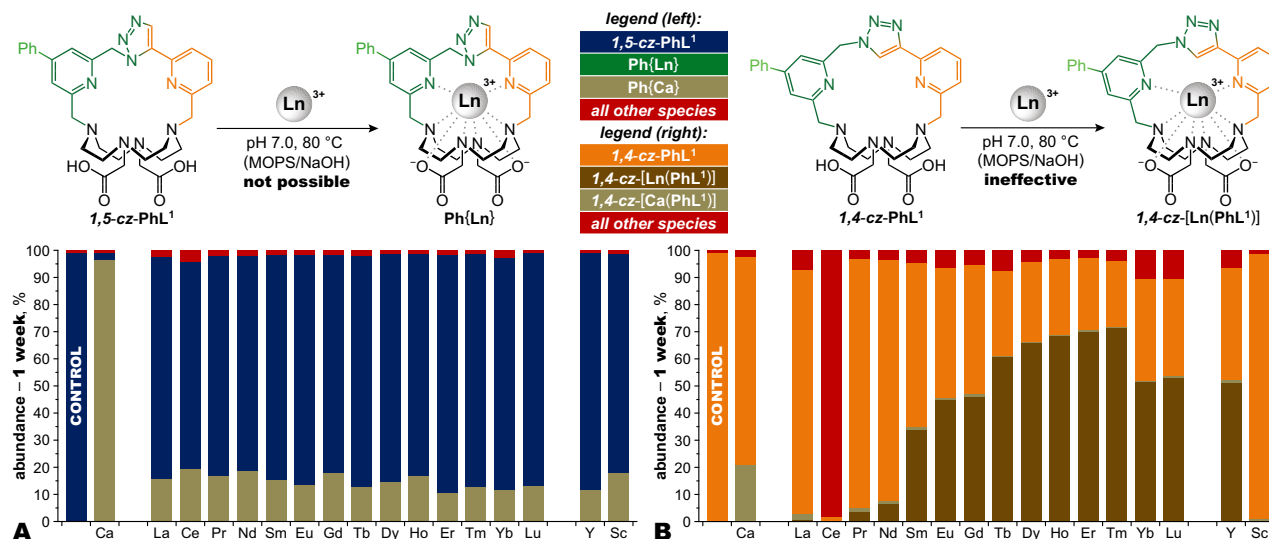 Ph
N
N
N
N
N
N
N
N
N
OH
HO
O
O
1,5-cz-PhL¹
Ln 3+
pH 7.0, 80 °C
(MOPS/NaOH)
not possible
Ph
N
N
N
N
N
Ln 3+
N
N
N
N
⁻O
O⁻
O
O
Ph{Ln}
legend (left):
1,5-cz-PhL¹
Ph{Ln}
Ph{Ca}
all other species
legend (right):
1,4-cz-PhL¹
1,4-cz-[Ln(PhL¹)]
1,4-cz-[Ca(PhL¹)]
all other species
Ph
N
N
N
N
N
N
N
N
N
OH
HO
O
O
1,4-cz-PhL¹
Ln 3+
pH 7.0, 80 °C
(MOPS/NaOH)
ineffective
Ph
N
N
N
N
N
Ln 3+
N
N
N
N
⁻O
O⁻
O
O
1,4-cz-[Ln(PhL¹)]
abundance – 1 week, %
100
90
80
70
60
50
40
30
20
10
0
CONTROL
Ca La Ce Pr Nd Sm Eu Gd Tb Dy Ho Er Tm Yb Lu Y Sc
A
abundance – 1 week, %
100
90
80
70
60
50
40
30
20
10
0
CONTROL
Ca La Ce Pr Nd Sm Eu Gd Tb Dy Ho Er Tm Yb Lu Y Sc
B